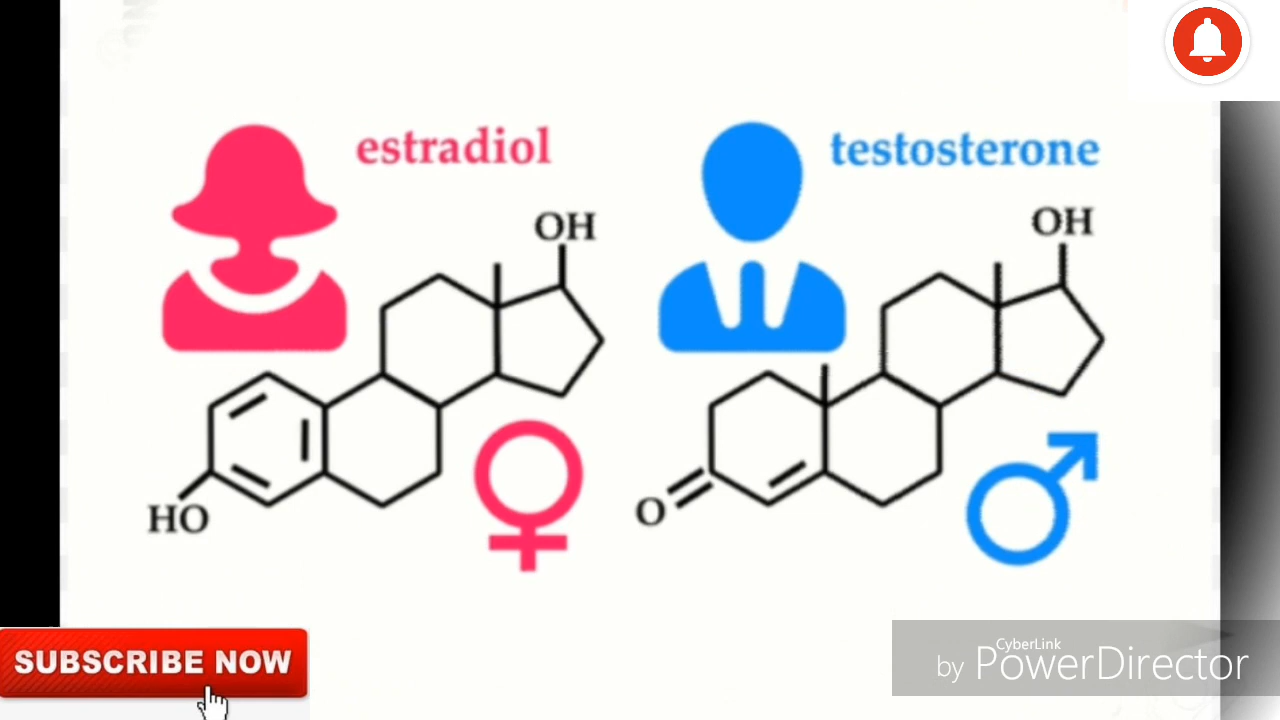 estradiol
testosterone
OH
OH
HO
O
SUBSCRIBE NOW
CyberLink
by PowerDirector